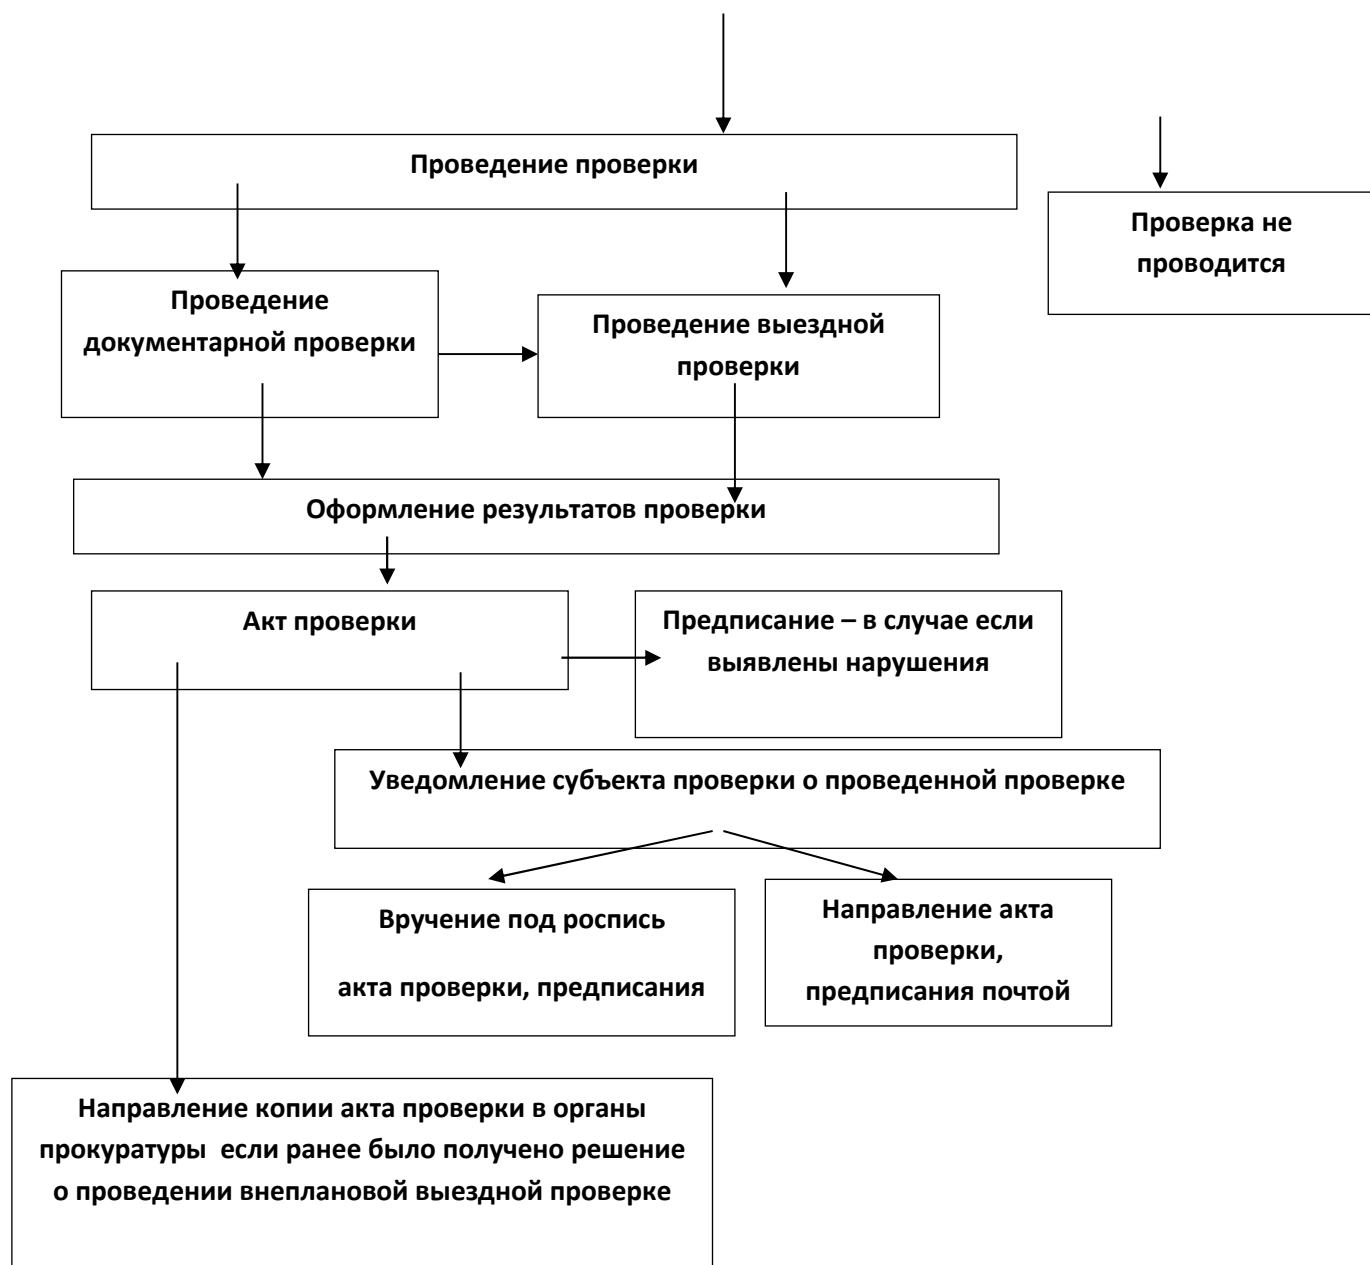 Проведение проверки
Проверка не
проводится
Проведение
документарной проверки
Проведение выездной
проверки
Оформление результатов проверки
Акт проверки
Предписание – в случае если
выявлены нарушения
Уведомление субъекта проверки о проведенной проверке
Вручение под роспись
акта проверки, предписания
Направление акта
проверки,
предписания почтой
Направление копии акта проверки в органы
прокуратуры  если ранее было получено решение
о проведении внеплановой выездной проверке